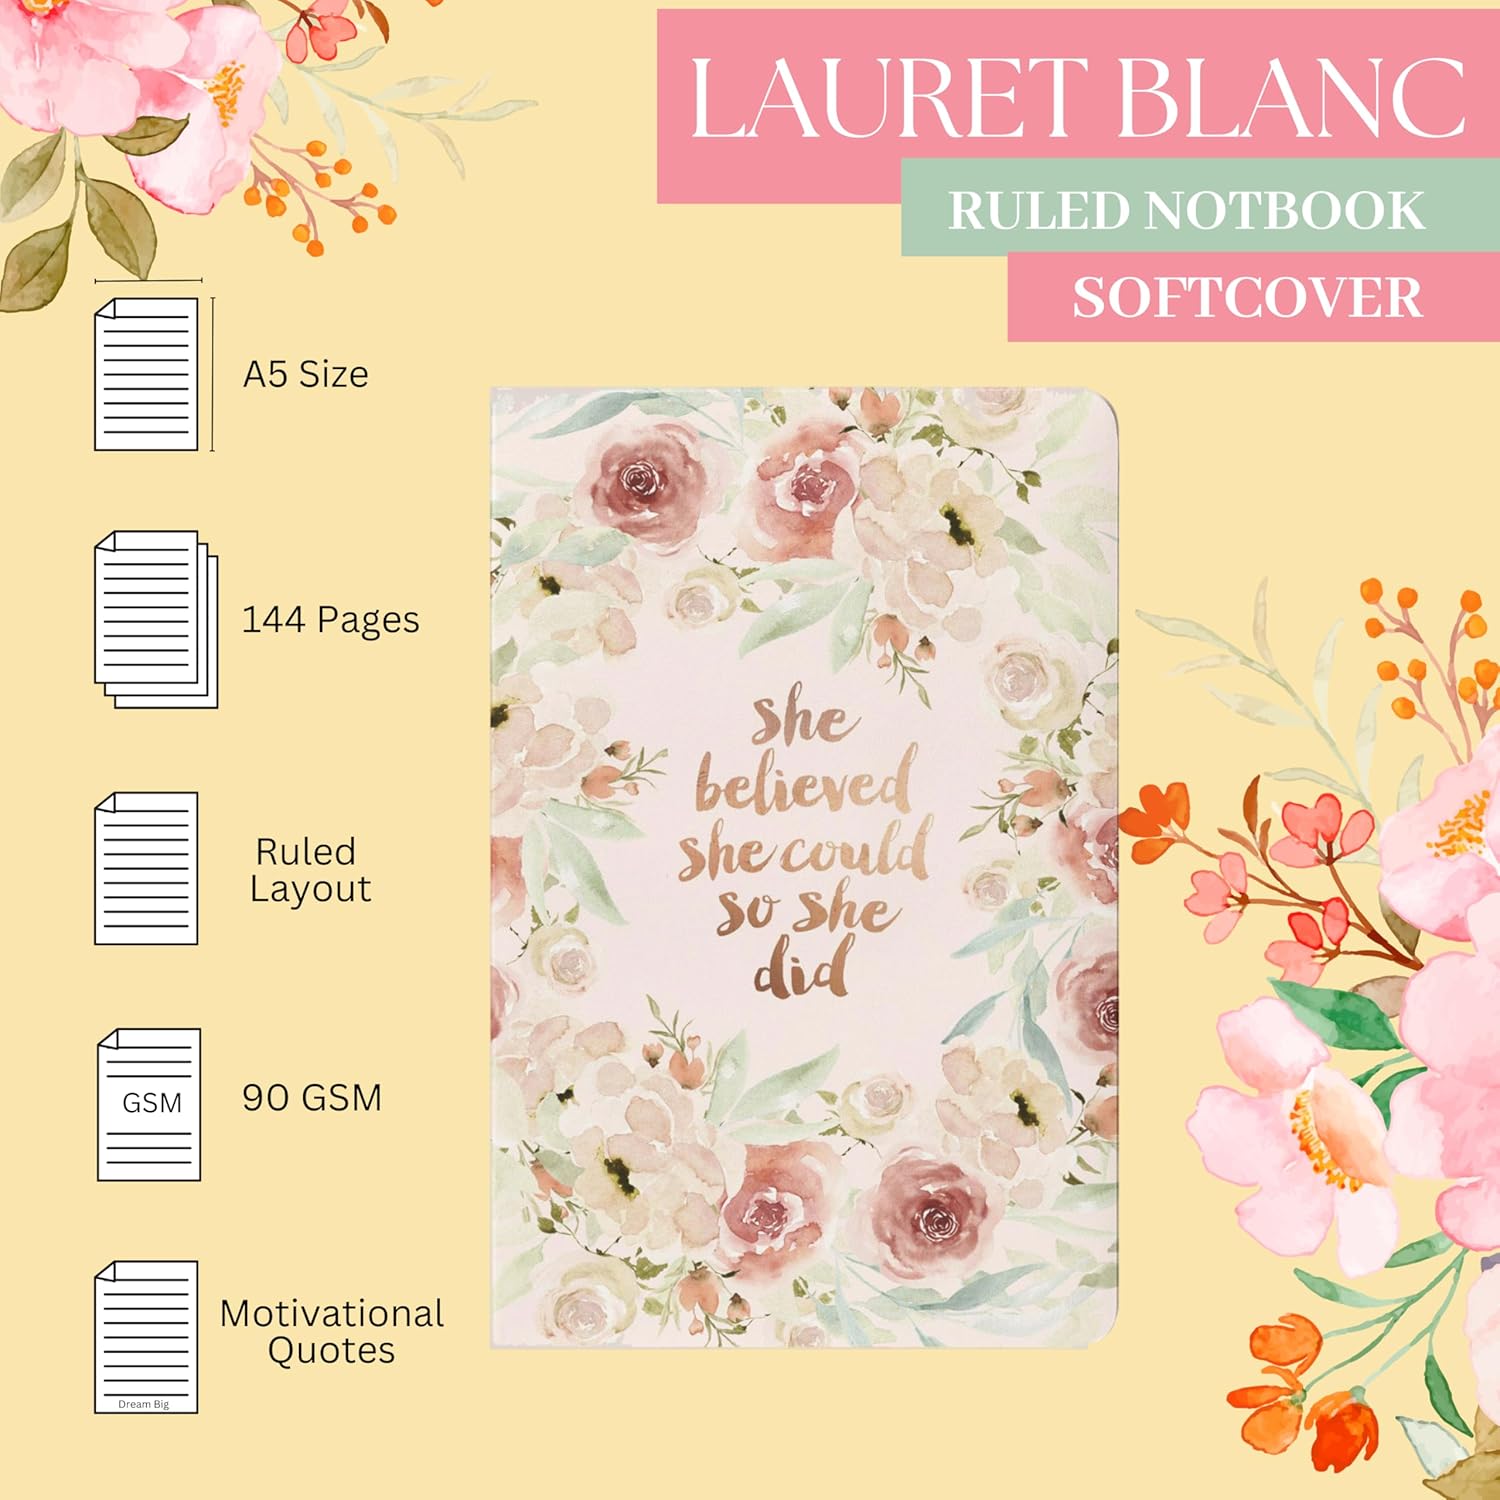 LAURET BLANC
RULED NOTBOOK
SOFTCOVER
A5 Size
144 Pages
Ruled
Layout
GSM
90 GSM
Motivational
Quotes
Dream Big
she
believed
she could
so she
did